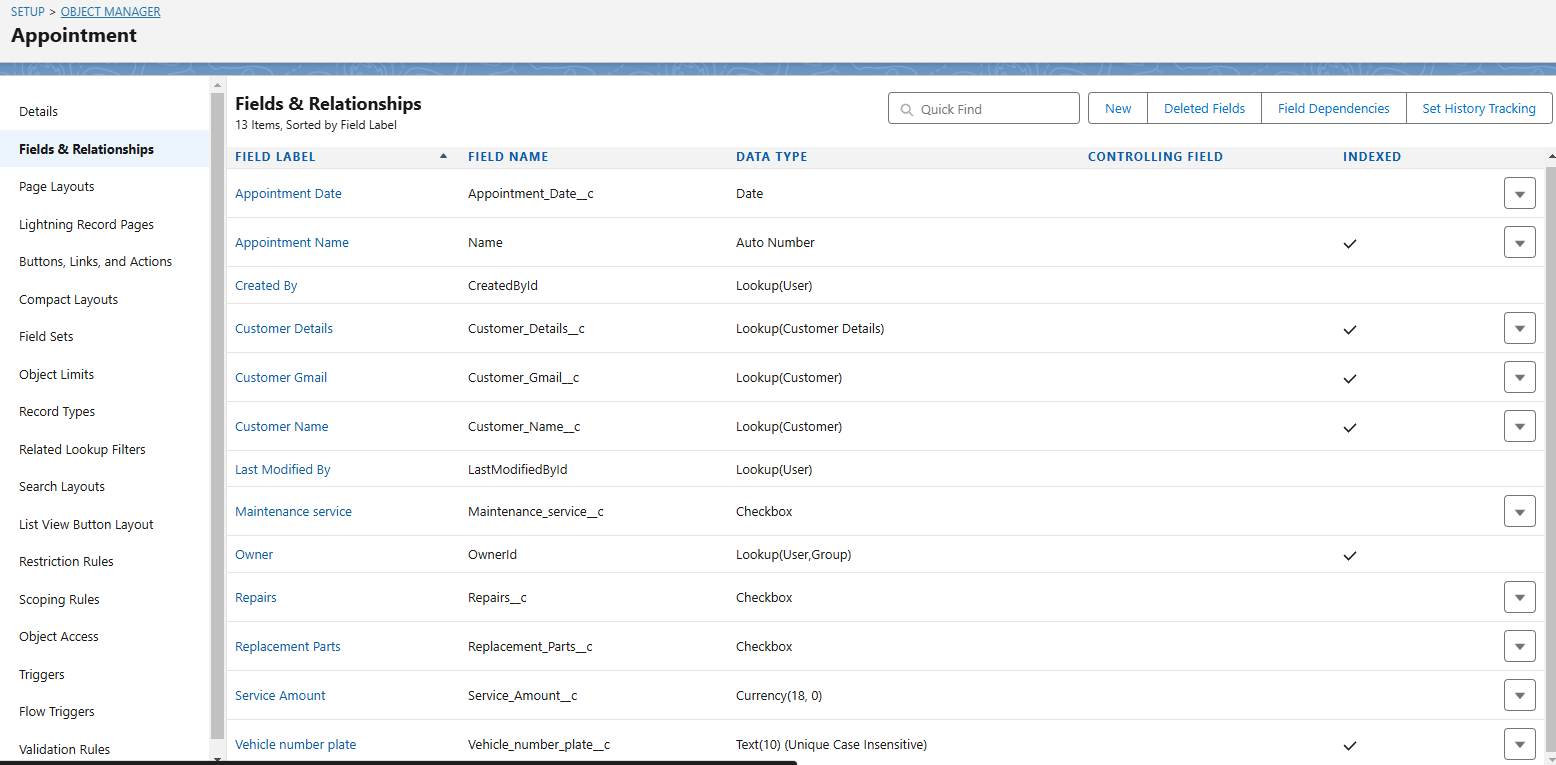 SETUP > OBJECT MANAGER
Appointment
Details
Fields & Relationships
Page Layouts
Lightning Record Pages
Buttons, Links, and Actions
Compact Layouts
Field Sets
Object Limits
Record Types
Related Lookup Filters
Search Layouts
List View Button Layout
Restriction Rules
Scoping Rules
Object Access
Triggers
Flow Triggers
Validation Rules
Fields & Relationships
13 Items, Sorted by Field Label
Quick Find
New Deleted Fields Field Dependencies Set History Tracking
FIELD LABEL FIELD NAME DATA TYPE CONTROLLING FIELD INDEXED
Appointment Date Appointment_Date__c Date
Appointment Name Name Auto Number
Created By CreatedById Lookup(User)
Customer Details Customer_Details__c Lookup(Customer Details)
Customer Gmail Customer_Gmail__c Lookup(Customer)
Customer Name Customer_Name__c Lookup(Customer)
Last Modified By LastModifiedById Lookup(User)
Maintenance service Maintenance_service__c Checkbox
Owner OwnerId Lookup(User,Group)
Repairs Repairs__c Checkbox
Replacement Parts Replacement_Parts__c Checkbox
Service Amount Service_Amount__c Currency(18, 0)
Vehicle number plate Vehicle_number_plate__c Text(10) (Unique Case Insensitive)